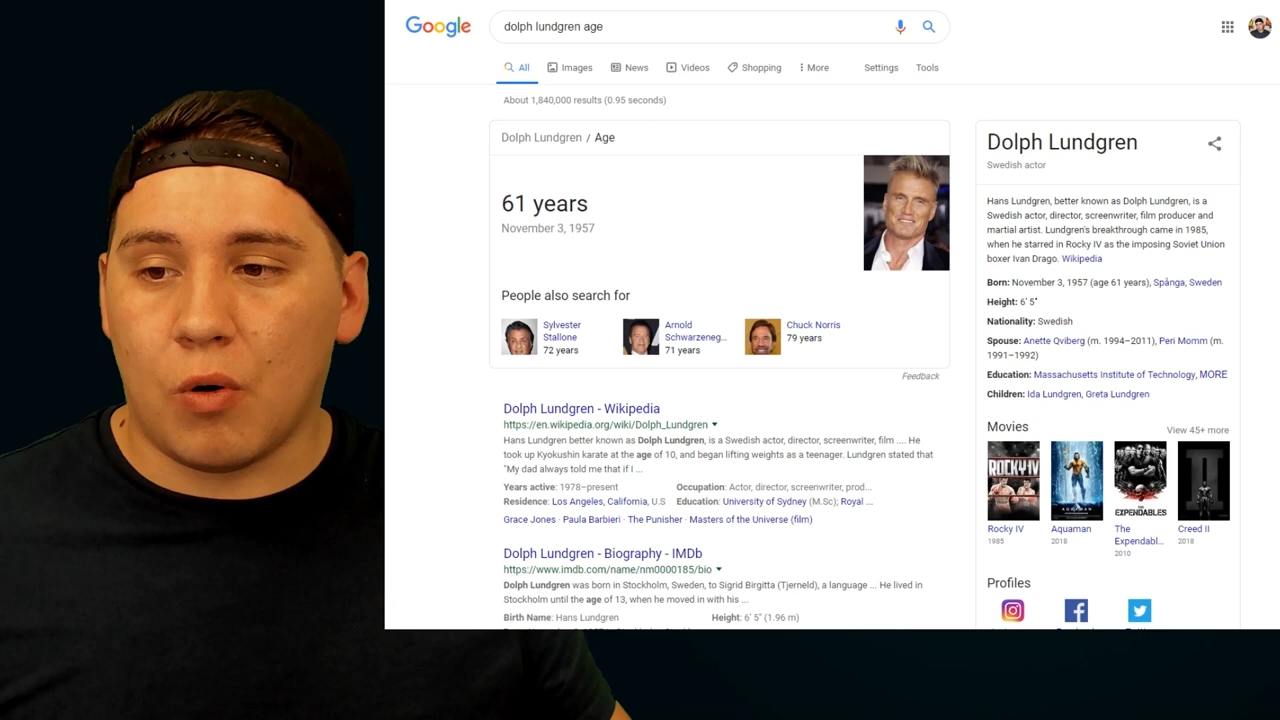 Google
dolph lundgren age
All
Images
News
Videos
Shopping
More
Settings
Tools
About 1,840,000 results (0.95 seconds)
Dolph Lundgren / Age
61 years
November 3, 1957
People also search for
Sylvester
Stallone
72 years
Arnold
Schwarzeneg...
71 years
Chuck Norris
79 years
Feedback
Dolph Lundgren - Wikipedia
https://en.wikipedia.org/wiki/Dolph_Lundgren
Hans Lundgren better known as Dolph Lundgren, is a Swedish actor, director, screenwriter, film .... He
took up Kyokushin karate at the age of 10, and began lifting weights as a teenager. Lundgren stated that
"My dad always told me that if I ...
Years active: 1978–present
Occupation: Actor, director, screenwriter, prod...
Residence: Los Angeles, California, U.S
Education: University of Sydney (M.Sc); Royal ...
Grace Jones · Paula Barbieri · The Punisher · Masters of the Universe (film)
Dolph Lundgren - Biography - IMDb
https://www.imdb.com/name/nm0000185/bio
Dolph Lundgren was born in Stockholm, Sweden, to Sigrid Birgitta (Tjerneld), a language ... He lived in
Stockholm until the age of 13, when he moved in with his ...
Birth Name: Hans Lundgren
Height: 6' 5" (1.96 m)
Dolph Lundgren
Swedish actor
Hans Lundgren, better known as Dolph Lundgren, is a
Swedish actor, director, screenwriter, film producer and
martial artist. Lundgren's breakthrough came in 1985,
when he starred in Rocky IV as the imposing Soviet Union
boxer Ivan Drago. Wikipedia
Born: November 3, 1957 (age 61 years), Spånga, Sweden
Height: 6′ 5″
Nationality: Swedish
Spouse: Anette Qviberg (m. 1994–2011), Peri Momm (m.
1991–1992)
Education: Massachusetts Institute of Technology, MORE
Children: Ida Lundgren, Greta Lundgren
Movies
View 45+ more
ROCKY IV
AQUAMAN
EXPENDABLES
Rocky IV
1985
Aquaman
2018
The
Expendabl...
2010
Creed II
2018
Profiles